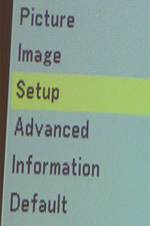 Picture
Image
Setup
Advanced
Information
Default